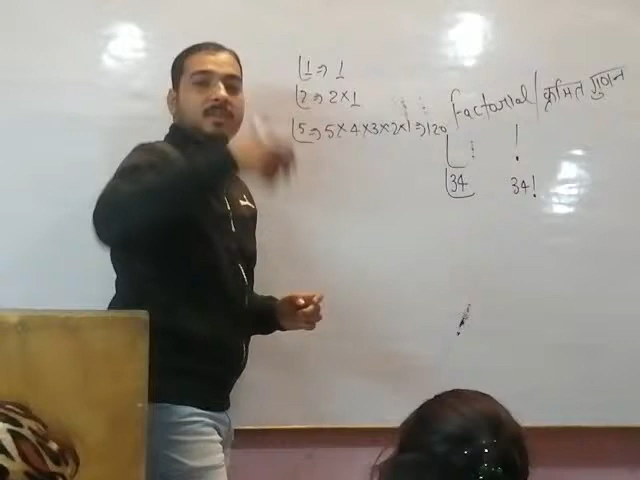 |1 ⇒ 1
|2 ⇒ 2×1
|5 ⇒ 5×4×3×2×1 ⇒ 120
Factorial / क्रमित गुणन
|_ ! !
|34 34!